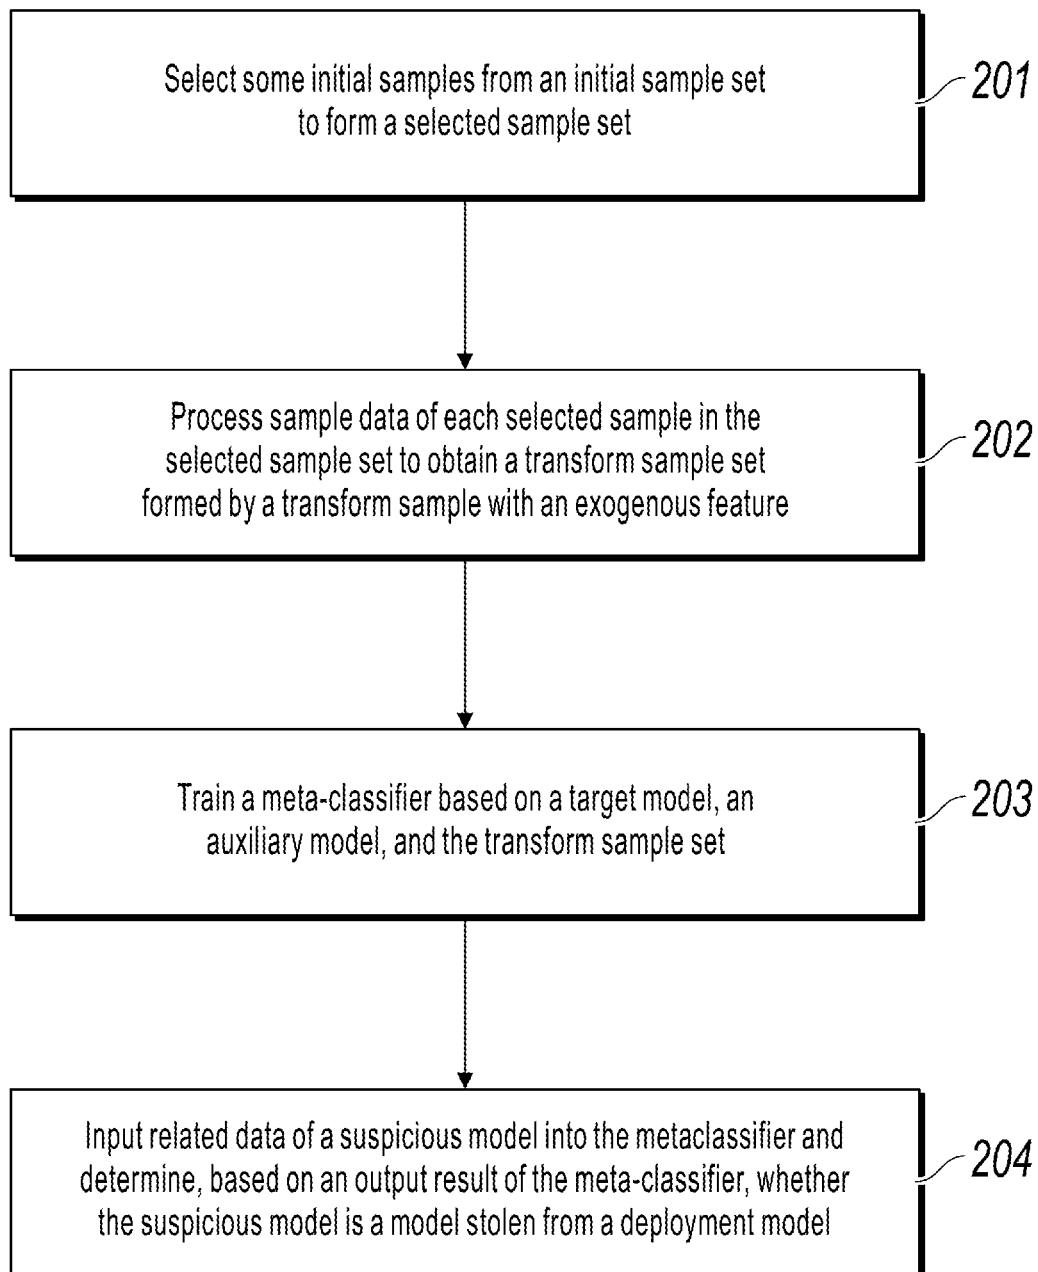 Select some initial samples from an initial sample set
to form a selected sample set
201
Process sample data of each selected sample in the
selected sample set to obtain a transform sample set
formed by a transform sample with an exogenous feature
202
Train a meta-classifier based on a target model, an
auxiliary model, and the transform sample set
203
Input related data of a suspicious model into the metaclassifier and
determine, based on an output result of the meta-classifier, whether
the suspicious model is a model stolen from a deployment model
204